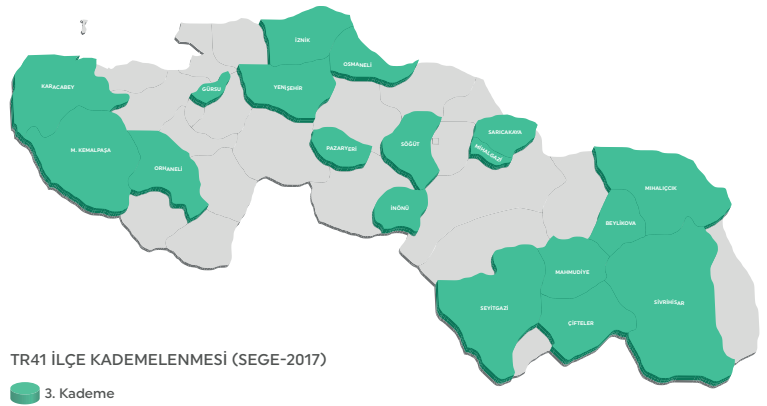 İZNİK
OSMANELİ
KARACABEY
GÜRSU
YENİŞEHİR
SARICAKAYA
SÖĞÜT
PAZARYERİ
M. KEMALPAŞA
MİHALGAZİ
ORHANELİ
MİHALIÇCIK
İNÖNÜ
BEYLİKOVA
MAHMUDİYE
SİVRİHİSAR
SEYİTGAZİ
ÇİFTELER
TR41 İLÇE KADEMELENMESİ (SEGE-2017)
3. Kademe